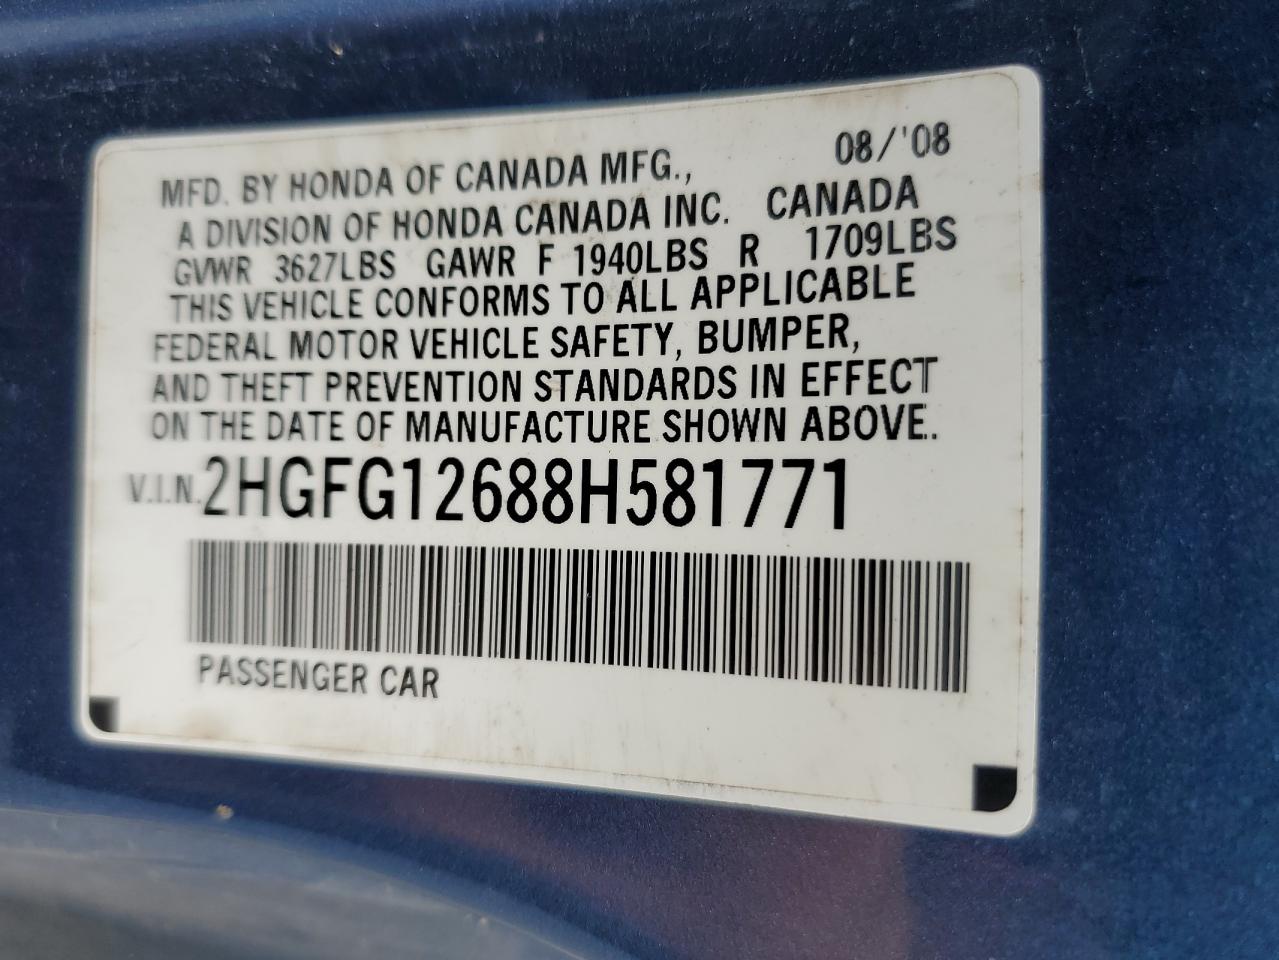 08/'08
MFD. BY HONDA OF CANADA MFG.,
A DIVISION OF HONDA CANADA INC. CANADA
GVWR 3627LBS GAWR F 1940LBS R 1709LBS
THIS VEHICLE CONFORMS TO ALL APPLICABLE
FEDERAL MOTOR VEHICLE SAFETY, BUMPER,
AND THEFT PREVENTION STANDARDS IN EFFECT
ON THE DATE OF MANUFACTURE SHOWN ABOVE.
V.I.N. 2HGFG12688H581771
PASSENGER CAR